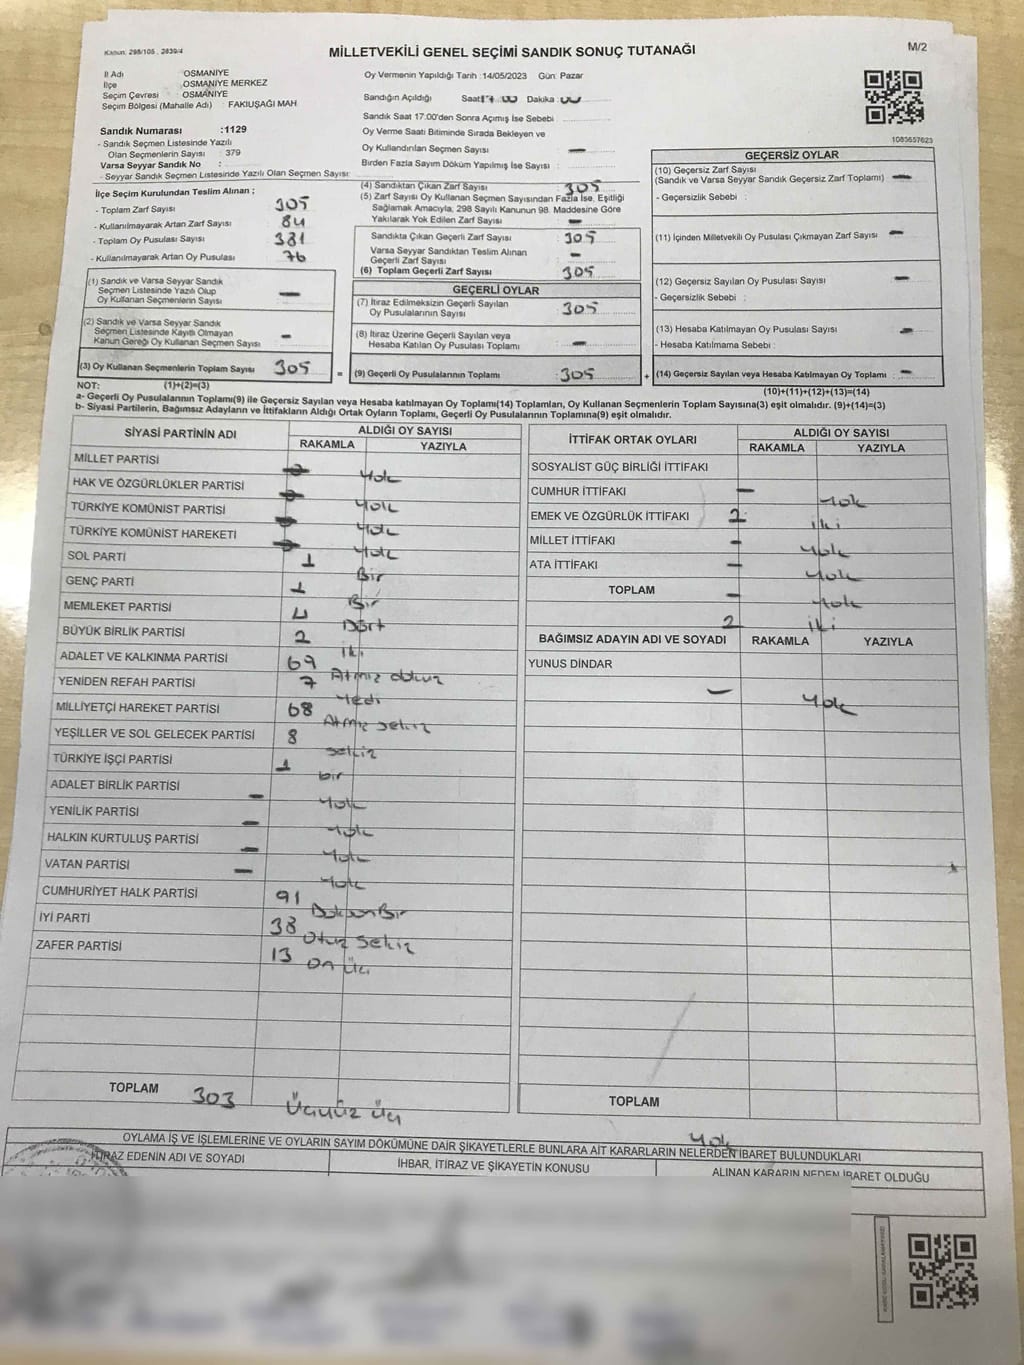 Kanun: 298/105 , 2839/4
MİLLETVEKİLİ GENEL SEÇİMİ SANDIK SONUÇ TUTANAĞI
M/2
İl Adı : OSMANİYE
İlçe : OSMANİYE MERKEZ
Seçim Çevresi : OSMANİYE
Seçim Bölgesi (Mahalle Adı) : FAKIUŞAĞI MAH
Sandık Numarası :1129
- Sandık Seçmen Listesinde Yazılı
Olan Seçmenlerin Sayısı : 379
Varsa Seyyar Sandık No :
- Seyyar Sandık Seçmen Listesinde Yazılı Olan Seçmen Sayısı:
Oy Vermenin Yapıldığı Tarih :14/05/2023 Gün: Pazar
Sandığın Açıldığı Saat:17.00 Dakika :00
Sandık Saat 17.00'den Sonra Açımış İse Sebebi :
Oy Verme Saati Bitiminde Sırada Bekleyen ve
Oy Kullandırılan Seçmen Sayısı : —
Birden Fazla Sayım Döküm Yapılmış İse Sayısı :
1083657623
İlçe Seçim Kurulundan Teslim Alınan ;
- Toplam Zarf Sayısı 305
- Kullanılmayarak Artan Zarf Sayısı : 84
- Toplam Oy Pusulası Sayısı : 381
- Kullanılmayarak Artan Oy Pusulası : 76
(1) Sandık ve Varsa Seyyar Sandık
Seçmen Listesinde Yazılı Olup
Oy Kullanan Seçmenlerin Sayısı : —
(2) Sandık ve Varsa Seyyar Sandık
Seçmen Listesinde Kayıtlı Olmayan
Kanun Gereği Oy Kullanan Seçmen Sayısı : —
(3) Oy Kullanan Seçmenlerin Toplam Sayısı : 305
(4) Sandıktan Çıkan Zarf Sayısı : 305
(5) Zarf Sayısı Oy Kullanan Seçmen Sayısından Fazla İse, Eşitliği
Sağlamak Amacıyla, 298 Sayılı Kanunun 98. Maddesine Göre
Yakılarak Yok Edilen Zarf Sayısı : —
Sandıkta Çıkan Geçerli Zarf Sayısı : 305
Varsa Seyyar Sandıktan Teslim Alınan
Geçerli Zarf Sayısı : —
(6) Toplam Geçerli Zarf Sayısı : 305
GEÇERLİ OYLAR
(7) İtiraz Edilmeksizin Geçerli Sayılan
Oy Pusulalarının Sayısı : 305
(8) İtiraz Üzerine Geçerli Sayılan veya
Hesaba Katılan Oy Pusulası Toplamı : —
= (9) Geçerli Oy Pusulalarının Toplamı : 305
GEÇERSİZ OYLAR
(10) Geçersiz Zarf Sayısı
(Sandık ve Varsa Seyyar Sandık Geçersiz Zarf Toplamı) : —
- Geçersizlik Sebebi :
(11) İçinden Milletvekili Oy Pusulası Çıkmayan Zarf Sayısı : —
(12) Geçersiz Sayılan Oy Pusulası Sayısı : —
- Geçersizlik Sebebi :
(13) Hesaba Katılmayan Oy Pusulası Sayısı : —
- Hesaba Katılmama Sebebi :
+ (14) Geçersiz Sayılan veya Hesaba Katılmayan Oy Toplamı : —
NOT: (1)+(2)=(3)
(10)+(11)+(12)+(13)=(14)
a- Geçerli Oy Pusulalarının Toplamı(9) ile Geçersiz Sayılan veya Hesaba katılmayan Oy Toplamı(14) Toplamları, Oy Kullanan Seçmenlerin Toplam Sayısına(3) eşit olmalıdır. (9)+(14)=(3)
b- Siyasi Partilerin, Bağımsız Adayların ve İttifakların Aldığı Ortak Oyların Toplamı, Geçerli Oy Pusulalarının Toplamına(9) eşit olmalıdır.
SİYASİ PARTİNİN ADI ALDIĞI OY SAYISI
RAKAMLA YAZIYLA
MİLLET PARTİSİ — Yok
HAK VE ÖZGÜRLÜKLER PARTİSİ — Yok
TÜRKİYE KOMÜNİST PARTİSİ — Yok
TÜRKİYE KOMÜNİST HAREKETİ — Yok
SOL PARTİ 1 Bir
GENÇ PARTİ 1 Bir
MEMLEKET PARTİSİ 4 Dört
BÜYÜK BİRLİK PARTİSİ 2 İki
ADALET VE KALKINMA PARTİSİ 69 Atmız dokuz
YENİDEN REFAH PARTİSİ 7 Yedi
MİLLİYETÇİ HAREKET PARTİSİ 68 Atmız Sekiz
YEŞİLLER VE SOL GELECEK PARTİSİ 8 sekiz
TÜRKİYE İŞÇİ PARTİSİ 1 bir
ADALET BİRLİK PARTİSİ — Yok
YENİLİK PARTİSİ — Yok
HALKIN KURTULUŞ PARTİSİ — Yok
VATAN PARTİSİ — Yok
CUMHURİYET HALK PARTİSİ 91 Doksan Bir
İYİ PARTİ 38 Otuz Sekiz
ZAFER PARTİSİ 13 On Üç
TOPLAM 303 Üçyüz Üç
İTTİFAK ORTAK OYLARI ALDIĞI OY SAYISI
RAKAMLA YAZIYLA
SOSYALİST GÜÇ BİRLİĞİ İTTİFAKI — Yok
CUMHUR İTTİFAKI 2 İki
EMEK VE ÖZGÜRLÜK İTTİFAKI — Yok
MİLLET İTTİFAKI — Yok
ATA İTTİFAKI — Yok
TOPLAM 2 İki
BAĞIMSIZ ADAYIN ADI VE SOYADI RAKAMLA YAZIYLA
YUNUS DİNDAR — Yok
TOPLAM
Yok
OYLAMA İŞ VE İŞLEMLERİNE VE OYLARIN SAYIM DÖKÜMÜNE DAİR ŞİKAYETLERLE BUNLARA AİT KARARLARIN NELERDEN İBARET BULUNDUKLARI
İTİRAZ EDENİN ADI VE SOYADI
İHBAR, İTİRAZ VE ŞİKAYETİN KONUSU
ALINAN KARARIN NEDEN İBARET OLDUĞU